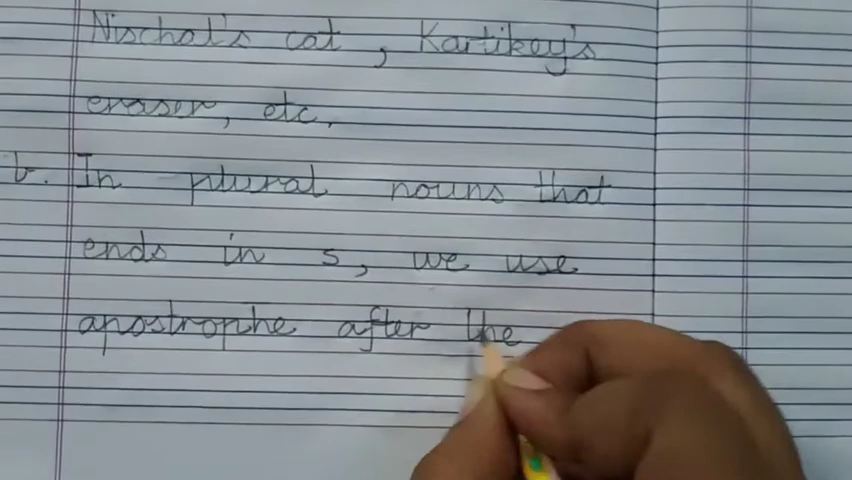 Nischal's cat, Kartikey's
eraser, etc.
b. In plural nouns that
ends in s, we use
apostrophe after the